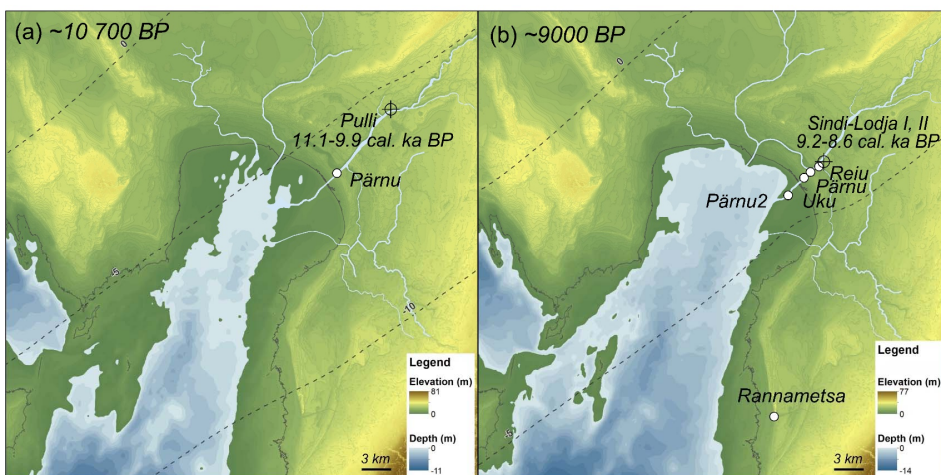 (a) ~10 700 BP
0
Pulli
11.1-9.9 cal. ka BP
Pärnu
-5
-10
Legend
Elevation (m)
81
0
Depth (m)
0
-11
3 km
(b) ~9000 BP
0
Sindi-Lodja I, II
9.2-8.6 cal. ka BP
Reiu
Pärnu
Pärnu2
Uku
Rannametsa
-5
Legend
Elevation (m)
77
0
Depth (m)
0
-14
3 km